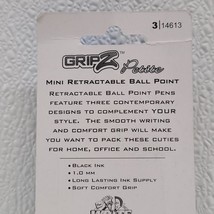 3 | 14613
GRIPZ™ Petite
Mini Retractable Ball Point
Retractable Ball Point Pens
feature three contemporary
designs to complement your
style. The smooth writing
and comfort grip will make you
want to pack these cuties
for home, office and school.
• Black Ink
• 1.0 mm
• Long Lasting Ink Supply
• Soft Comfort Grip